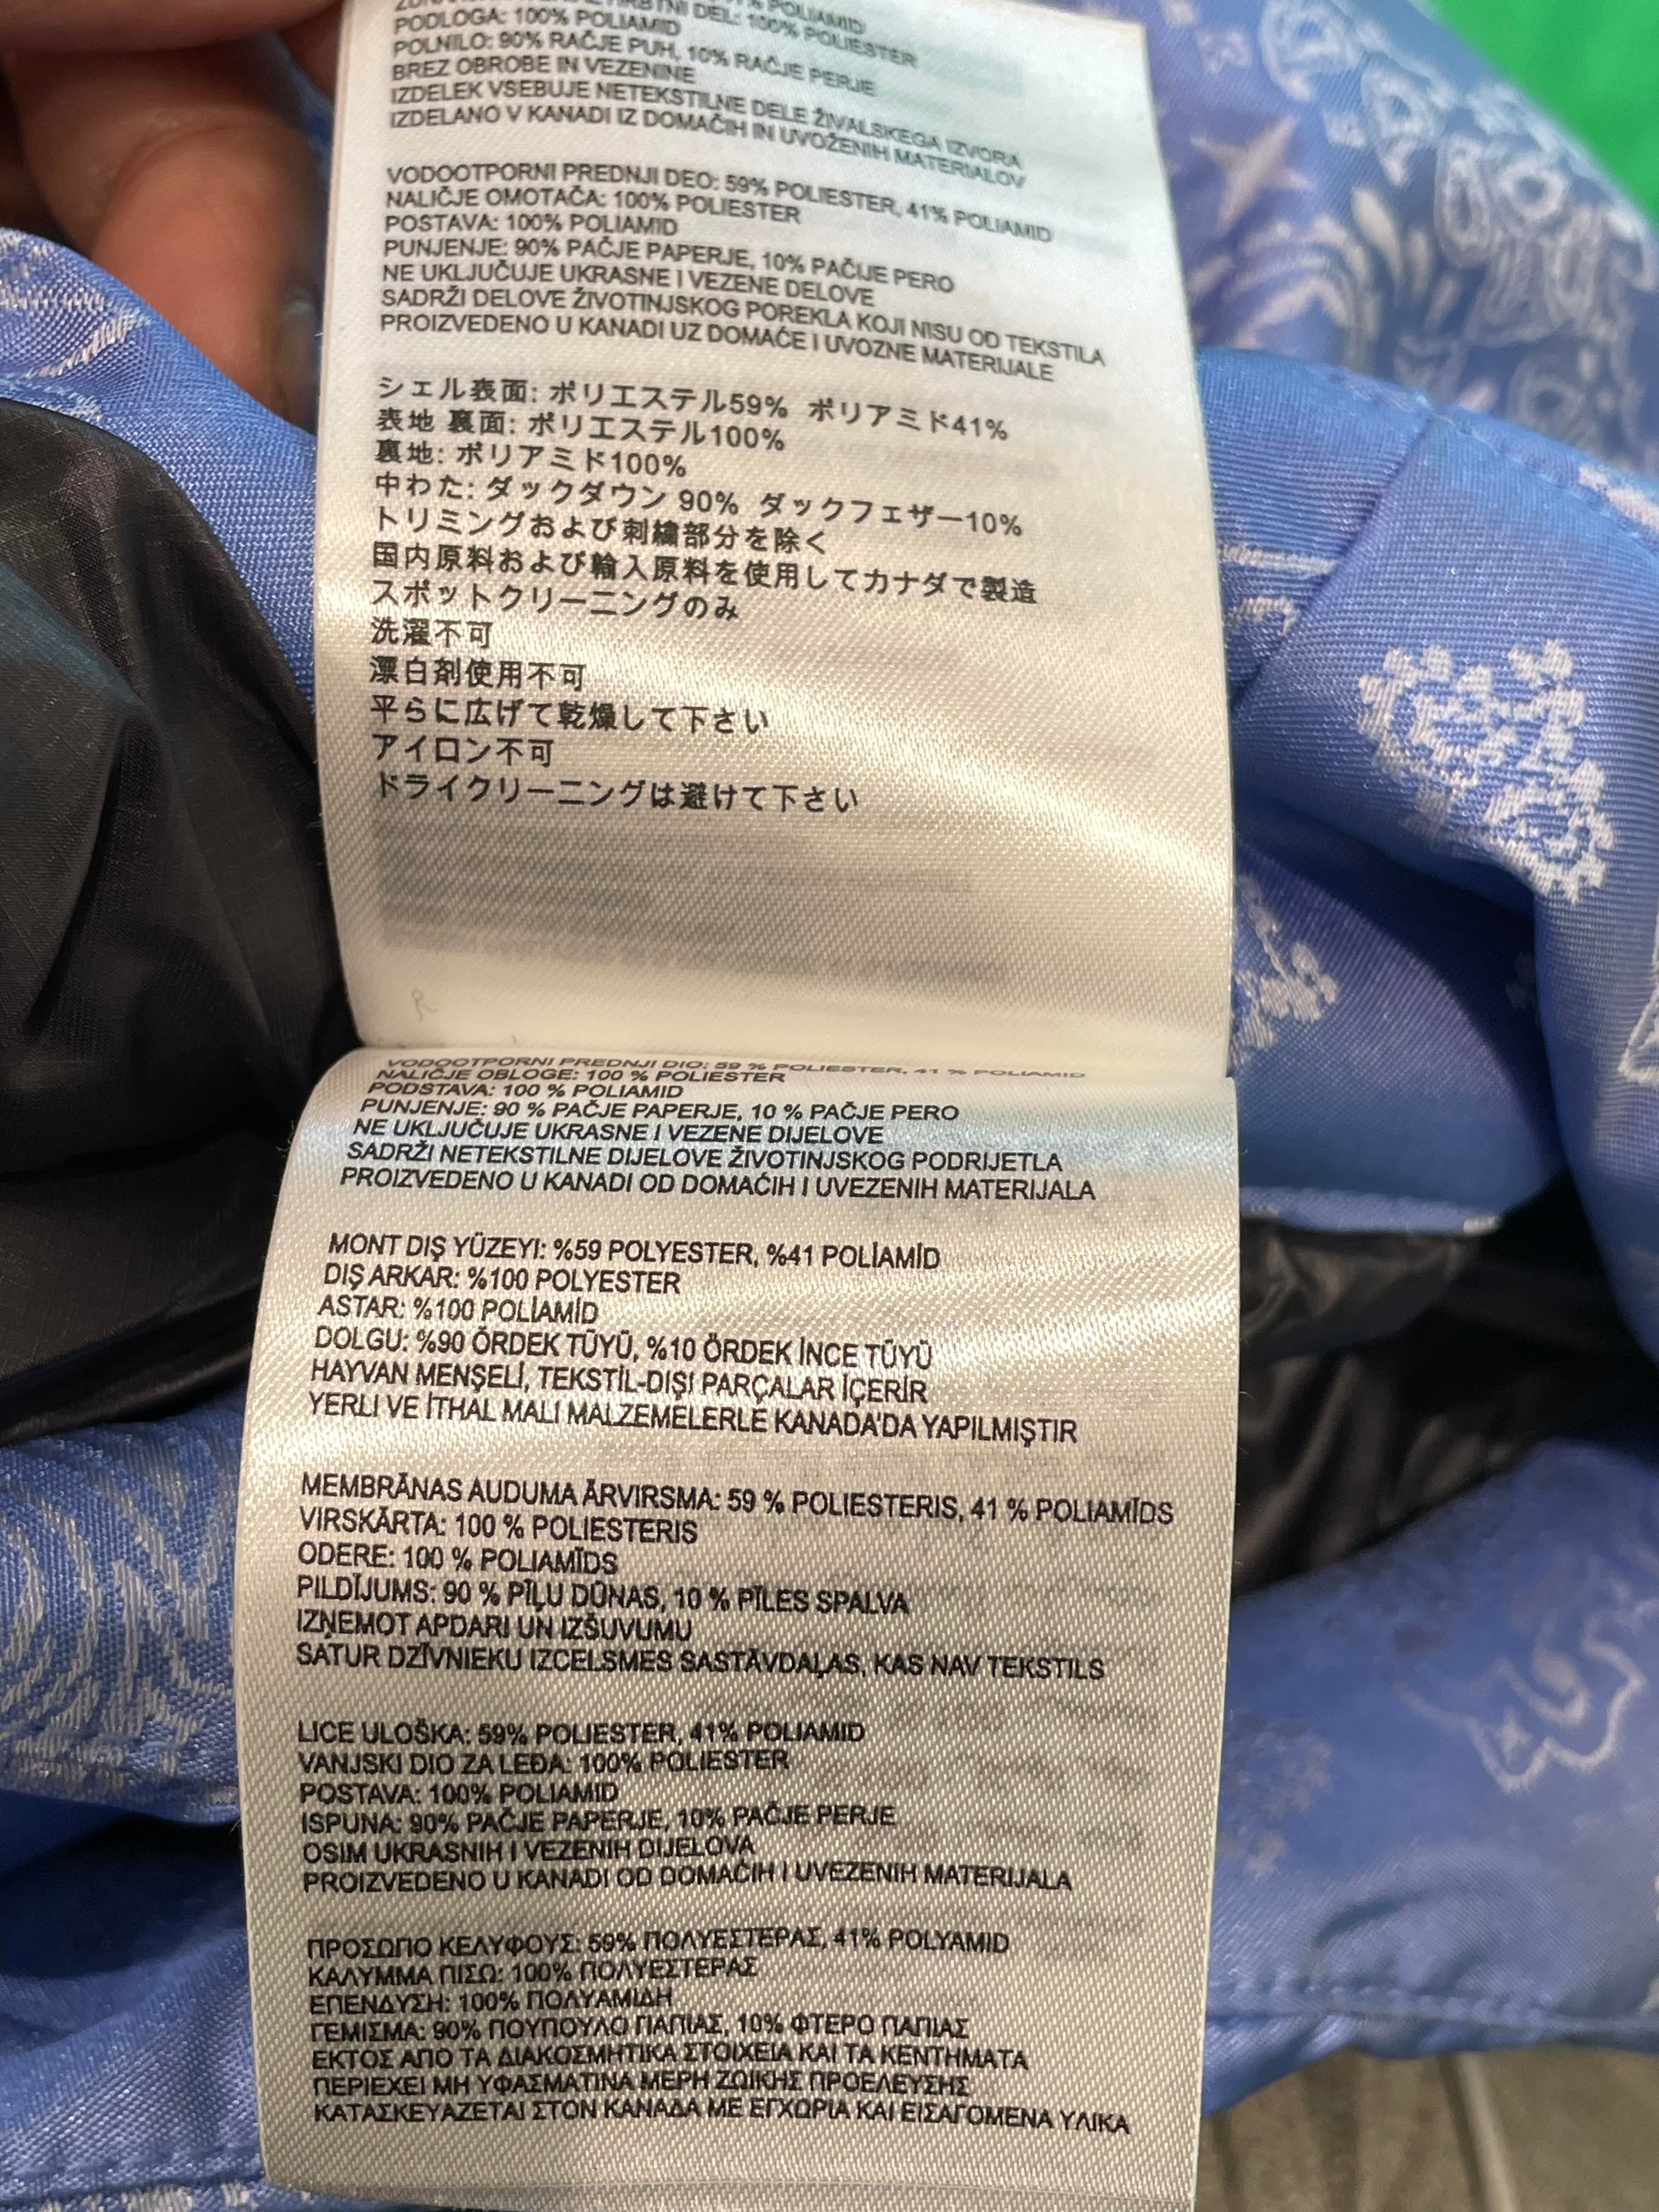 POLIAMID
DEL: 100% POLIESTER
PODLOGA: 100% POLIAMID
POLNILO: 90% RAČJE PUH, 10% RAČJE PERJE
BREZ OBROBE IN VEZENINE
IZDELEK VSEBUJE NETEKSTILNE DELE ŽIVALSKEGA IZVORA
IZDELANO V KANADI IZ DOMAČIH IN UVOŽENIH MATERIALOV
VODOOTPORNI PREDNJI DEO: 59% POLIESTER, 41% POLIAMID
NALIČJE OMOTAČA: 100% POLIESTER
POSTAVA: 100% POLIAMID
PUNJENJE: 90% PAČJE PAPERJE, 10% PAČIJE PERO
NE UKLJUČUJE UKRASNE I VEZENE DELOVE
SADRŽI DELOVE ŽIVOTINJSKOG POREKLA KOJI NISU OD TEKSTILA
PROIZVEDENO U KANADI UZ DOMAĆE I UVOZNE MATERIJALE
シェル表面: ポリエステル59% ポリアミド41%
表地 裏面: ポリエステル100%
裏地: ポリアミド100%
中わた: ダックダウン 90% ダックフェザー10%
トリミングおよび刺繍部分を除く
国内原料および輸入原料を使用してカナダで製造
スポットクリーニングのみ
洗濯不可
漂白剤使用不可
平らに広げて乾燥して下さい
アイロン不可
ドライクリーニングは避けて下さい
VODOOTPORNI PREDNJI DIO: 59 % POLIESTER, 41 % POLIAMID
NALIČJE OBLOGE: 100 % POLIESTER
PODSTAVA: 100 % POLIAMID
PUNJENJE: 90 % PAČJE PAPERJE, 10 % PAČJE PERO
NE UKLJUČUJE UKRASNE I VEZENE DIJELOVE
SADRŽI NETEKSTILNE DIJELOVE ŽIVOTINJSKOG PODRIJETLA
PROIZVEDENO U KANADI OD DOMAĆIH I UVEZENIH MATERIJALA
MONT DIŞ YÜZEYI: %59 POLYESTER, %41 POLİAMİD
DIŞ ARKAR: %100 POLYESTER
ASTAR: %100 POLİAMİD
DOLGU: %90 ÖRDEK TÜYÜ, %10 ÖRDEK İNCE TÜYÜ
HAYVAN MENŞELİ, TEKSTİL-DIŞI PARÇALAR İÇERİR
YERLI VE İTHAL MALI MALZEMELERLE KANADA'DA YAPILMIŞTIR
MEMBRĀNAS AUDUMA ĀRVIRSMA: 59 % POLIESTERIS, 41 % POLIAMĪDS
VIRSKĀRTA: 100 % POLIESTERIS
ODERE: 100 % POLIAMĪDS
PILDĪJUMS: 90 % PĪĻU DŪNAS, 10 % PĪLES SPALVA
IZŅEMOT APDARI UN IZŠUVUMU
SATUR DZĪVNIEKU IZCELSMES SASTĀVDAĻAS, KAS NAV TEKSTILS
LICE ULOŠKA: 59% POLIESTER, 41% POLIAMID
VANJSKI DIO ZA LEĐA: 100% POLIESTER
POSTAVA: 100% POLIAMID
ISPUNA: 90% PAČJE PAPERJE, 10% PAČJE PERJE
OSIM UKRASNIH I VEZENIH DIJELOVA
PROIZVEDENO U KANADI OD DOMAĆIH I UVEZENIH MATERIJALA
ΠΡΟΣΩΠΟ ΚΕΛΥΦΟΥΣ: 59% ΠΟΛΥΕΣΤΕΡΑΣ, 41% POLYAMID
ΚΑΛΥΜΜΑ ΠΙΣΩ: 100% ΠΟΛΥΕΣΤΕΡΑΣ
ΕΠΕΝΔΥΣΗ: 100% ΠΟΛΥΑΜΙΔΗ
ΓΕΜΙΣΜΑ: 90% ΠΟΥΠΟΥΛΟ ΠΑΠΙΑΣ, 10% ΦΤΕΡΟ ΠΑΠΙΑΣ
ΕΚΤΟΣ ΑΠΟ ΤΑ ΔΙΑΚΟΣΜΗΤΙΚΑ ΣΤΟΙΧΕΙΑ ΚΑΙ ΤΑ ΚΕΝΤΗΜΑΤΑ
ΠΕΡΙΕΧΕΙ ΜΗ ΥΦΑΣΜΑΤΙΝΑ ΜΕΡΗ ΖΩΙΚΗΣ ΠΡΟΕΛΕΥΣΗΣ
ΚΑΤΑΣΚΕΥΑΖΕΤΑΙ ΣΤΟΝ ΚΑΝΑΔΑ ΜΕ ΕΓΧΩΡΙΑ ΚΑΙ ΕΙΣΑΓΟΜΕΝΑ ΥΛΙΚΑ